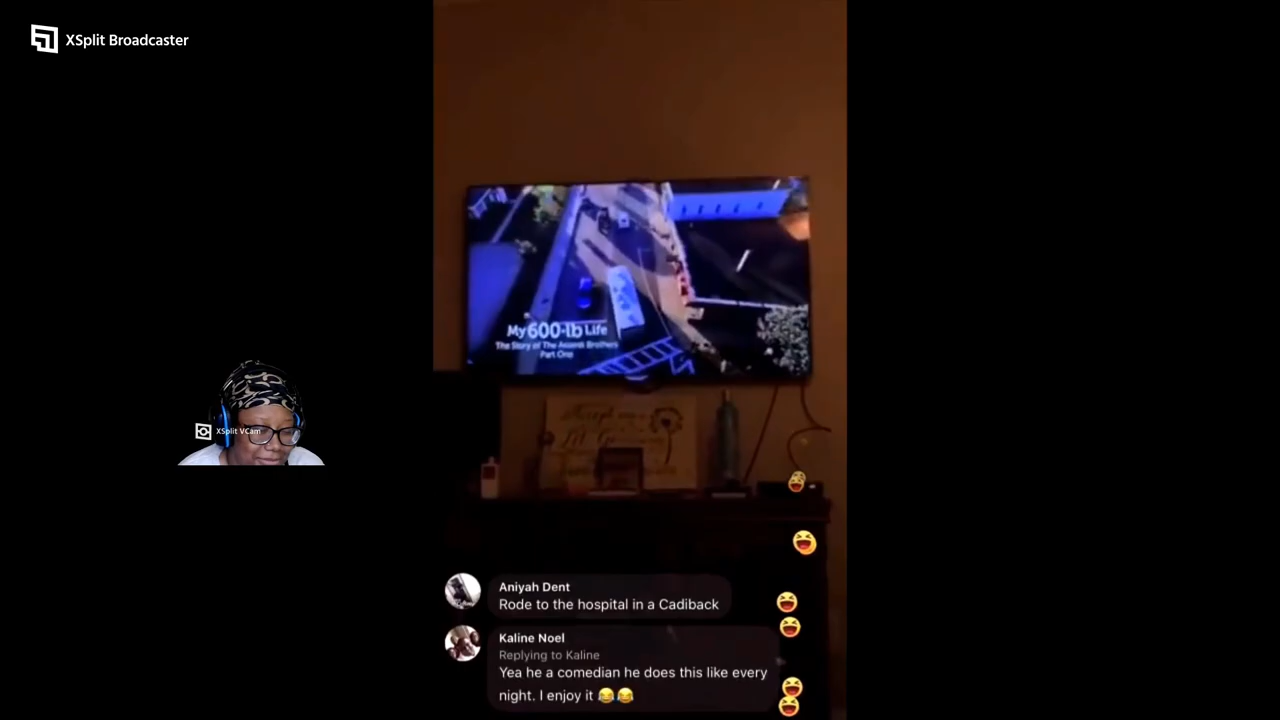 XSplit Broadcaster
My 600-lb Life
The Story of The Assanti Brothers
Part One
XSplit VCam
Aniyah Dent
Rode to the hospital in a Cadiback
Kaline Noel
Replying to Kaline
Yea he a comedian he does this like every
night. I enjoy it 😂😂